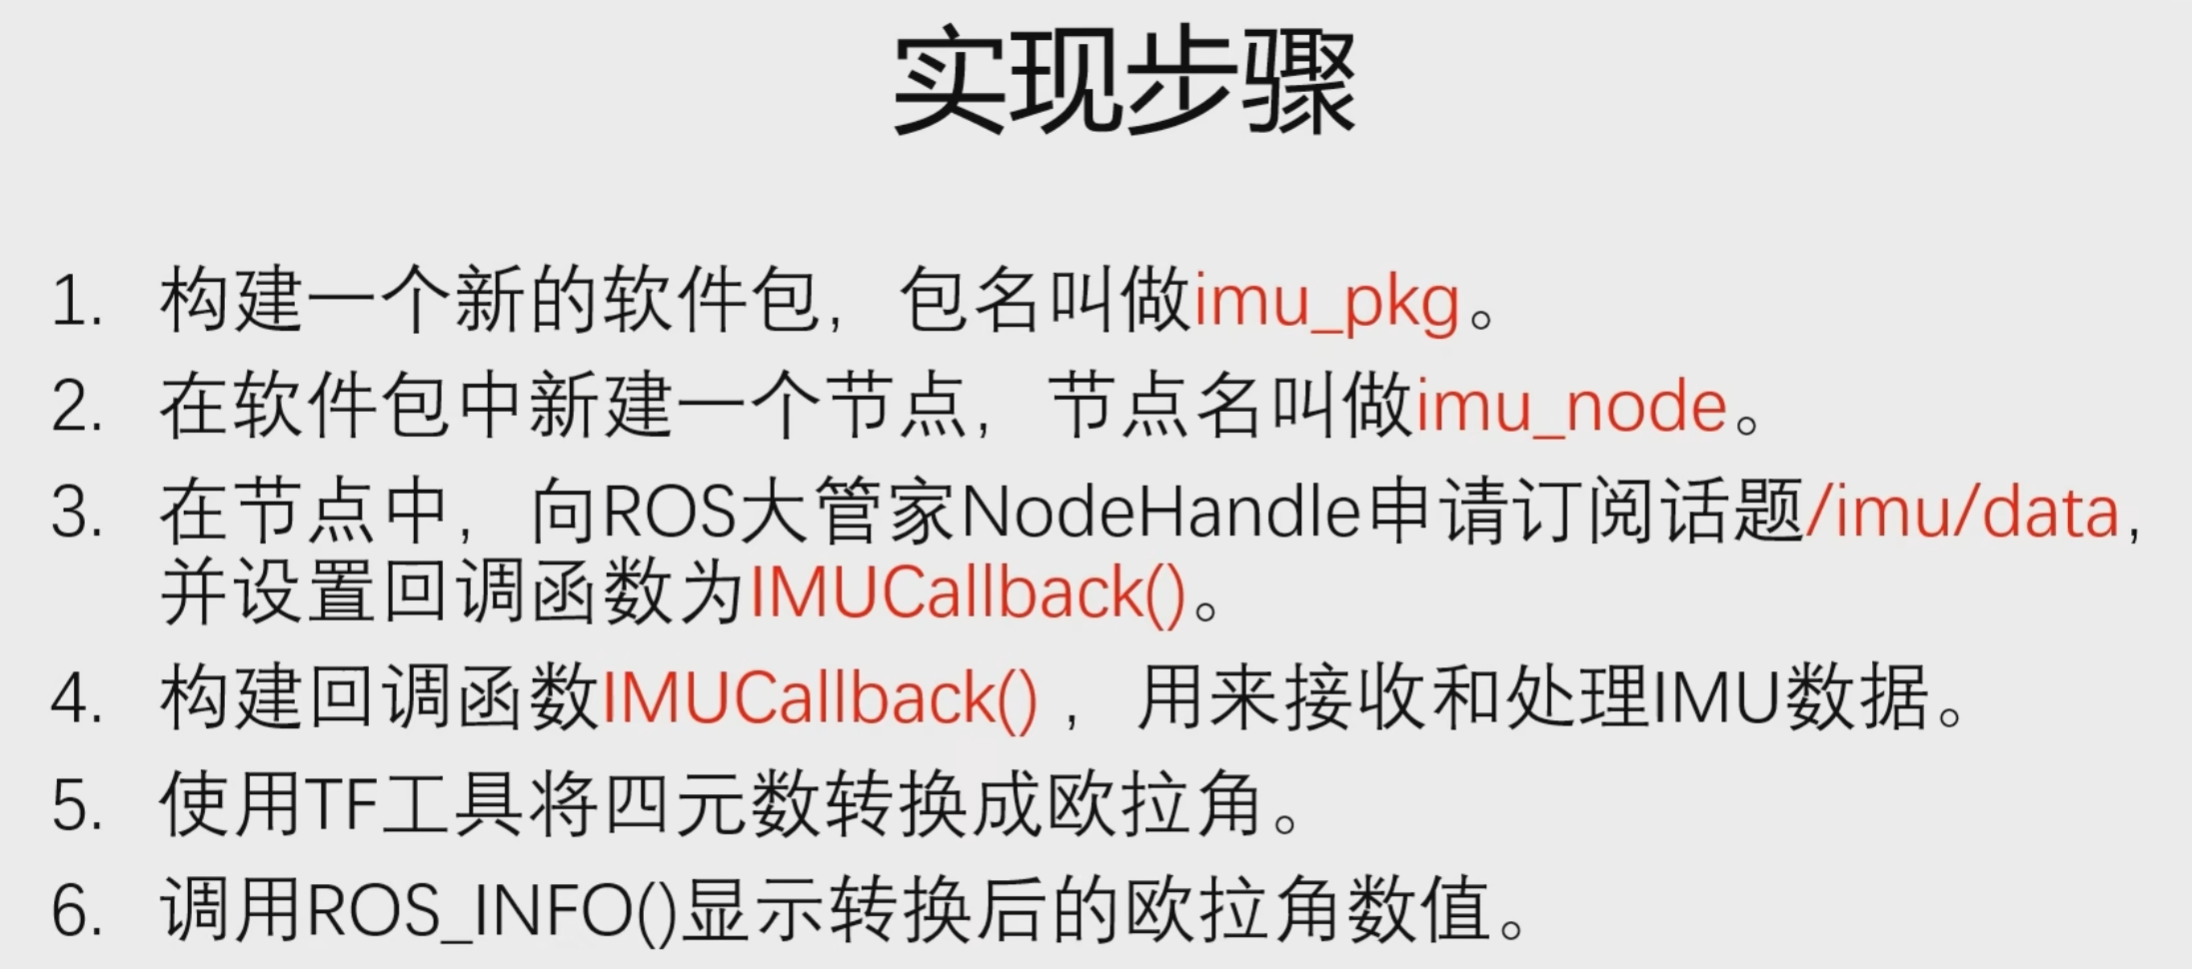 实现步骤
1. 构建一个新的软件包，包名叫做imu_pkg。
2. 在软件包中新建一个节点，节点名叫做imu_node。
3. 在节点中，向ROS大管家NodeHandle申请订阅话题/imu/data，
并设置回调函数为IMUCallback()。
4. 构建回调函数IMUCallback()，用来接收和处理IMU数据。
5. 使用TF工具将四元数转换成欧拉角。
6. 调用ROS_INFO()显示转换后的欧拉角数值。